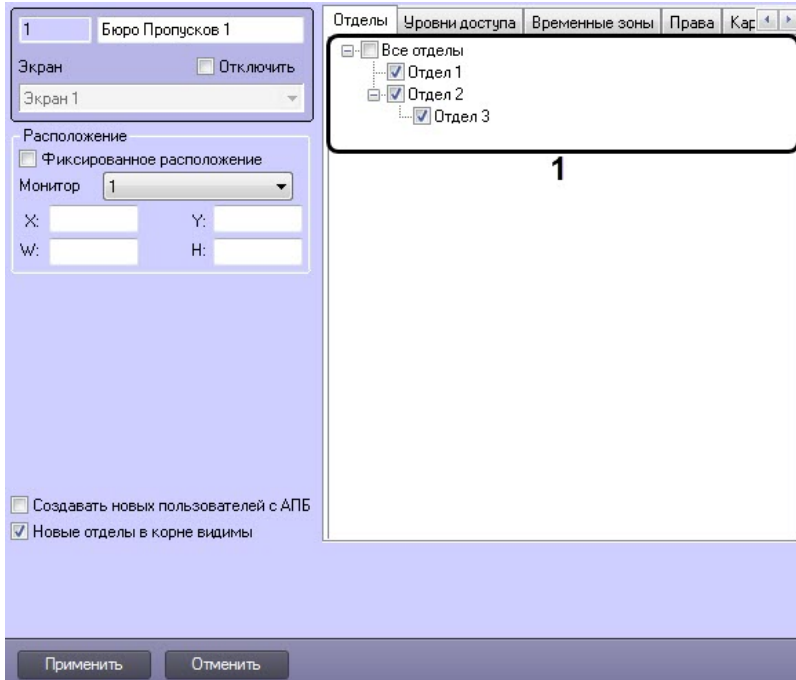 1
Бюро Пропусков 1
Экран
Отключить
Экран 1
Расположение
Фиксированное расположение
Монитор
1
X:
Y:
W:
H:
Создавать новых пользователей с АПБ
Новые отделы в корне видимы
Отделы
Уровни доступа
Временные зоны
Права
Кар
Все отделы
Отдел 1
Отдел 2
Отдел 3
1
Применить
Отменить